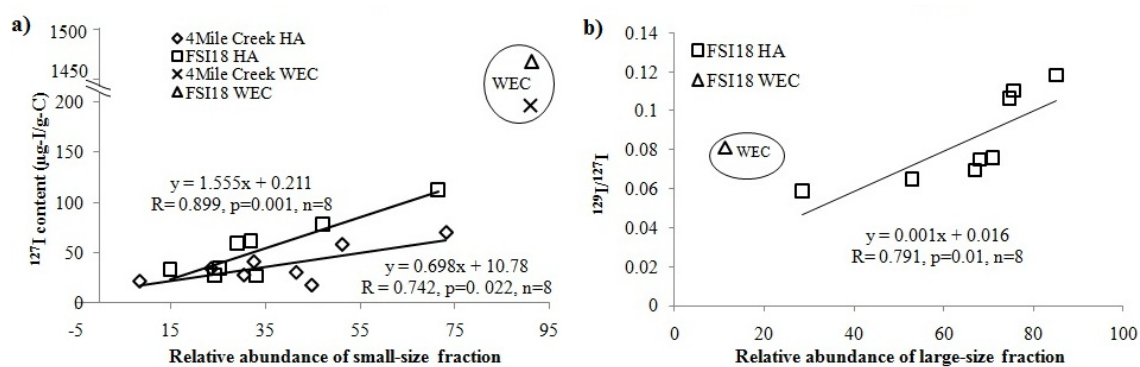 a)
◇ 4Mile Creek HA
□ FSI18 HA
× 4Mile Creek WEC
△ FSI18 WEC
1500
1450
200
150
100
50
0
¹²⁷I content (μg-I/g-C)
WEC
y = 1.555x + 0.211
R= 0.899, p=0.001, n=8
y = 0.698x + 10.78
R = 0.742, p=0. 022, n=8
-5 15 35 55 75 95
Relative abundance of small-size fraction
b)
□ FSI18 HA
△ FSI18 WEC
0.14
0.12
0.1
0.08
0.06
0.04
0.02
0
¹²⁹I/¹²⁷I
WEC
y = 0.001x + 0.016
R= 0.791, p=0.01, n=8
0 20 40 60 80 100
Relative abundance of large-size fraction